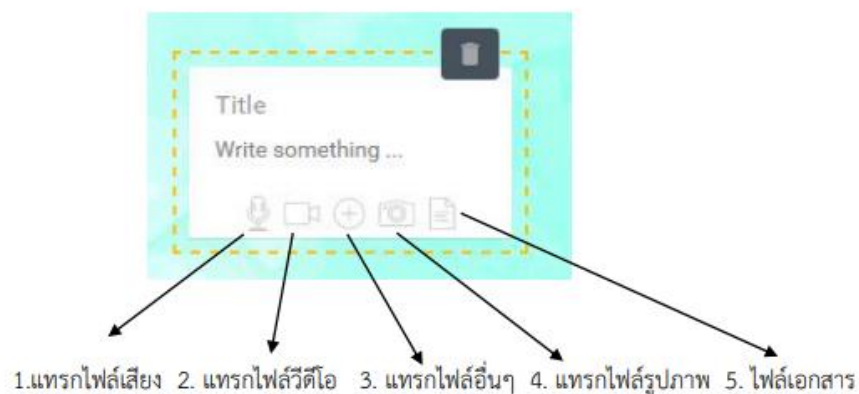 Title
Write something ...
1.แทรกไฟล์เสียง 2. แทรกไฟล์วีดีโอ 3. แทรกไฟล์อื่นๆ 4. แทรกไฟล์รูปภาพ 5. ไฟล์เอกสาร